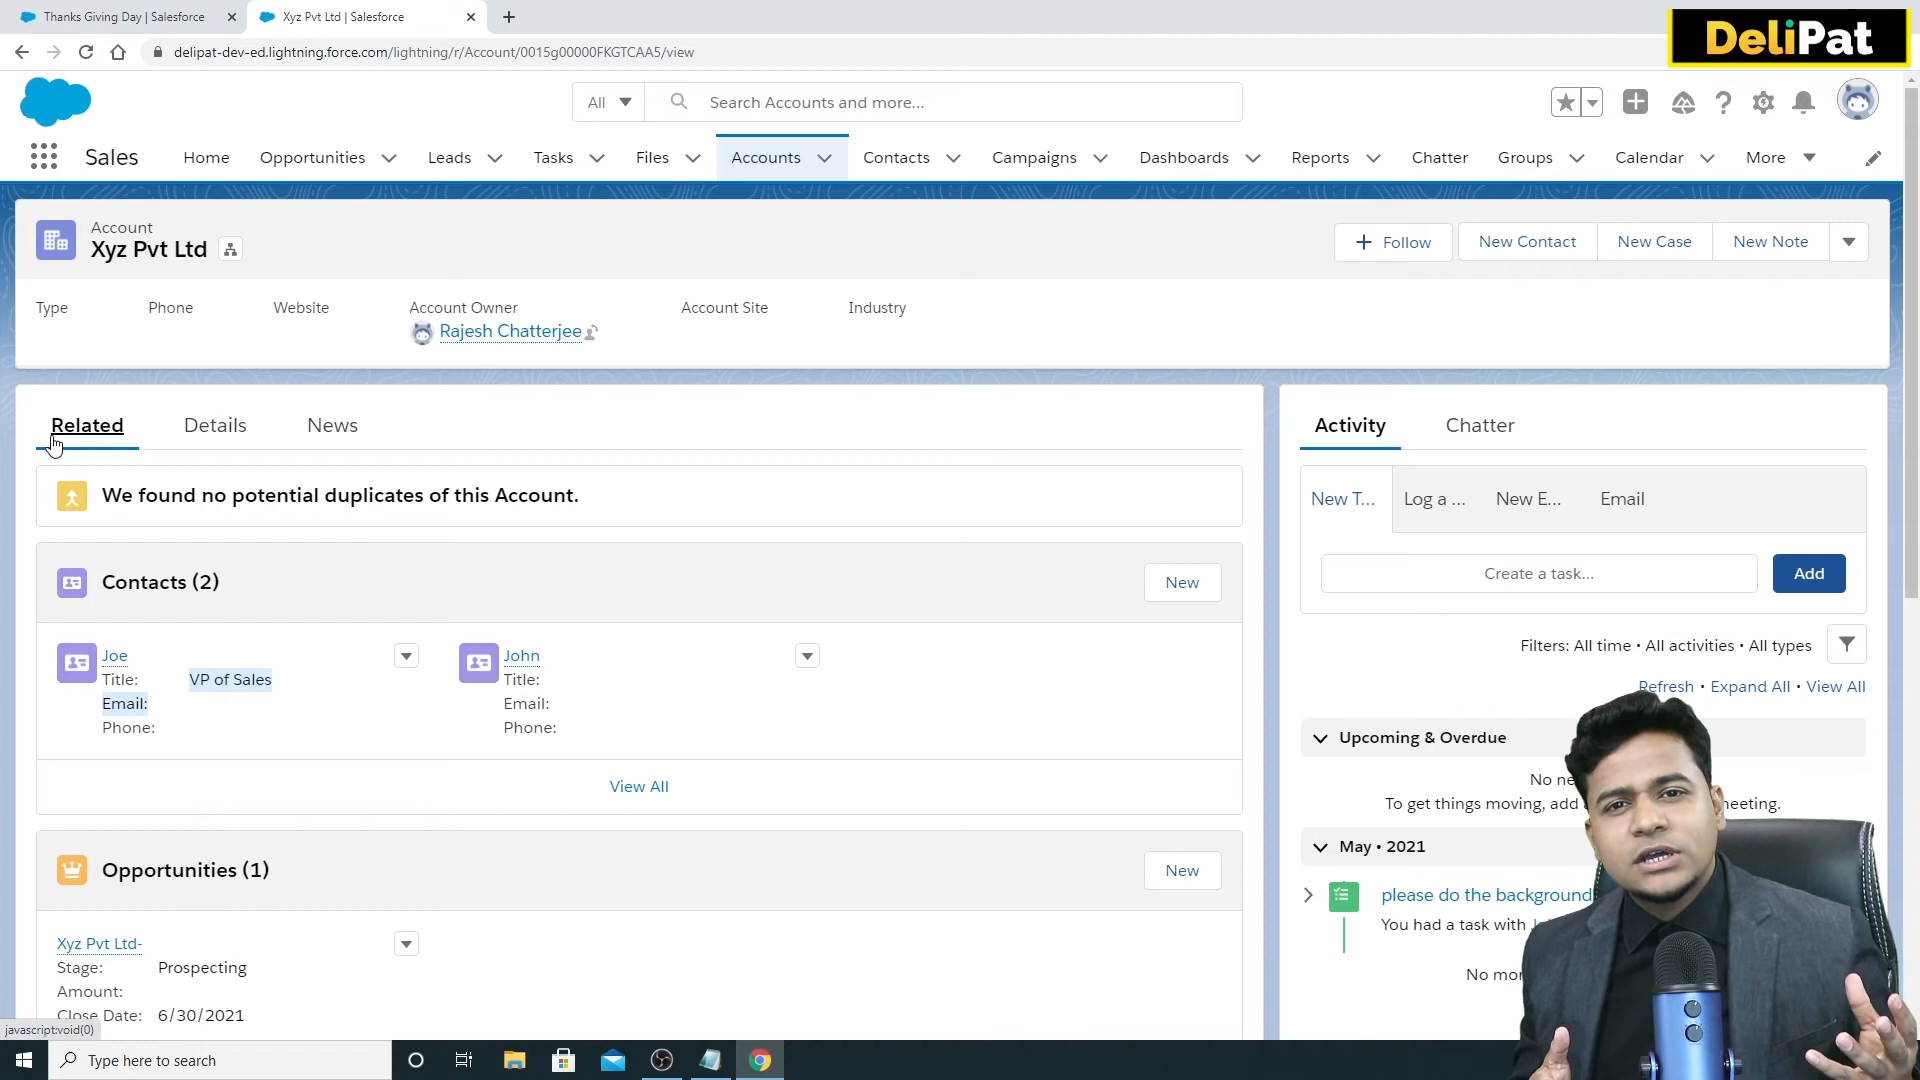 Thanks Giving Day | Salesforce
Xyz Pvt Ltd | Salesforce
delipat-dev-ed.lightning.force.com/lightning/r/Account/0015g00000FKGTCAA5/view
DeliPat
All
Search Accounts and more...
Sales
Home
Opportunities
Leads
Tasks
Files
Accounts
Contacts
Campaigns
Dashboards
Reports
Chatter
Groups
Calendar
More
Account
Xyz Pvt Ltd
Follow
New Contact
New Case
New Note
Type
Phone
Website
Account Owner
Account Site
Industry
Rajesh Chatterjee
Related
Details
News
We found no potential duplicates of this Account.
Contacts (2)
New
Joe
Title: VP of Sales
Email:
Phone:
John
Title:
Email:
Phone:
View All
Opportunities (1)
New
Xyz Pvt Ltd-
Stage: Prospecting
Amount:
Close Date: 6/30/2021
Activity
Chatter
New T...
Log a ...
New E...
Email
Create a task...
Add
Filters: All time • All activities • All types
Refresh • Expand All • View All
Upcoming & Overdue
No
To get things moving, add
May • 2021
please do the background
You had a task with
No
javascript:void(0)
Type here to search